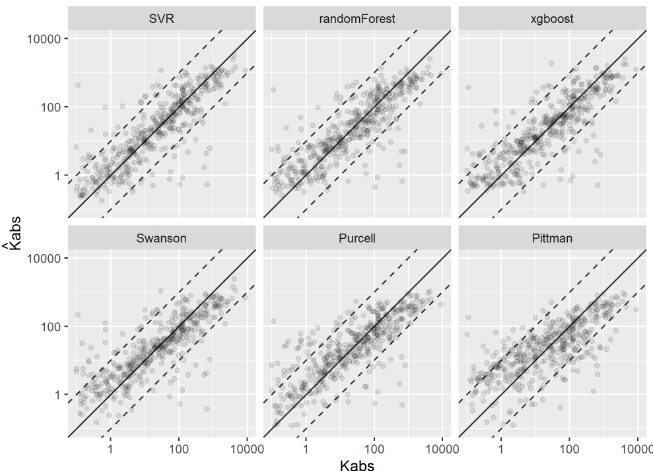 SVR randomForest xgboost
10000
100
1
K̂abs
Swanson Purcell Pittman
10000
100
1
1 100 10000 1 100 10000 1 100 10000
Kabs